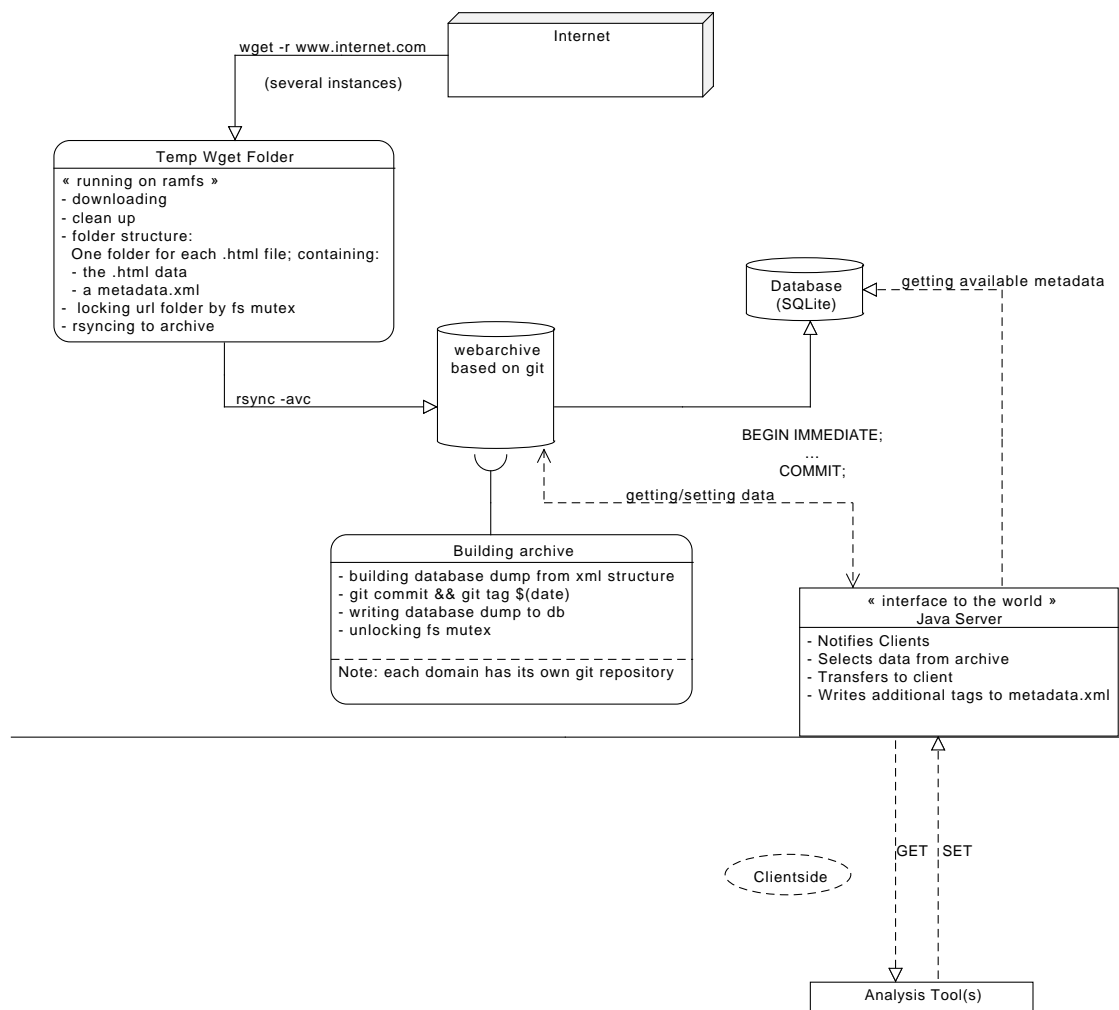 Internet
wget -r www.internet.com
(several instances)
Temp Wget Folder
« running on ramfs »
- downloading
- clean up
- folder structure:
One folder for each .html file; containing:
- the .html data
- a metadata.xml
- locking url folder by fs mutex
- rsyncing to archive
Database
(SQLite)
getting available metadata
webarchive
based on git
rsync -avc
BEGIN IMMEDIATE;
...
COMMIT;
getting/setting data
Building archive
- building database dump from xml structure
- git commit && git tag $(date)
- writing database dump to db
- unlocking fs mutex
Note: each domain has its own git repository
« interface to the world »
Java Server
- Notifies Clients
- Selects data from archive
- Transfers to client
- Writes additional tags to metadata.xml
GET
SET
Clientside
Analysis Tool(s)